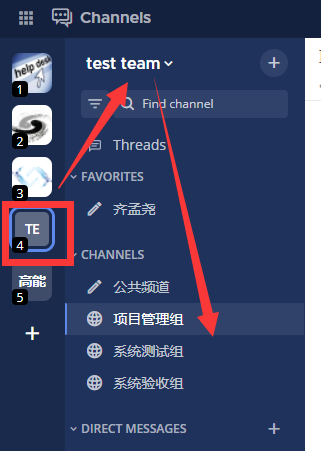 Channels
help desk
1
2
3
TE
4
高能
5
test team
Find channel
Threads
FAVORITES
齐孟尧
CHANNELS
公共频道
项目管理组
系统测试组
系统验收组
DIRECT MESSAGES